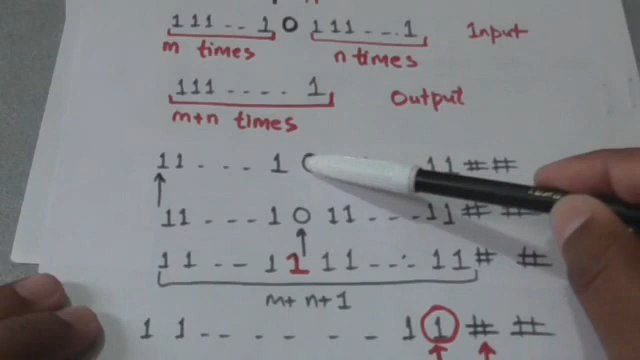 111 . . . 1 0 111 . . . 1 Input
m times n times
111 . . . . 1 Output
m+n times
11 . . . 1 11 ##
11 - - - 1 0 11 - - - - 11 # #
11 - - - 1 1 11 . . . . 11 # #
m+n+1
1 1 - - - - - - - 1 1 # #